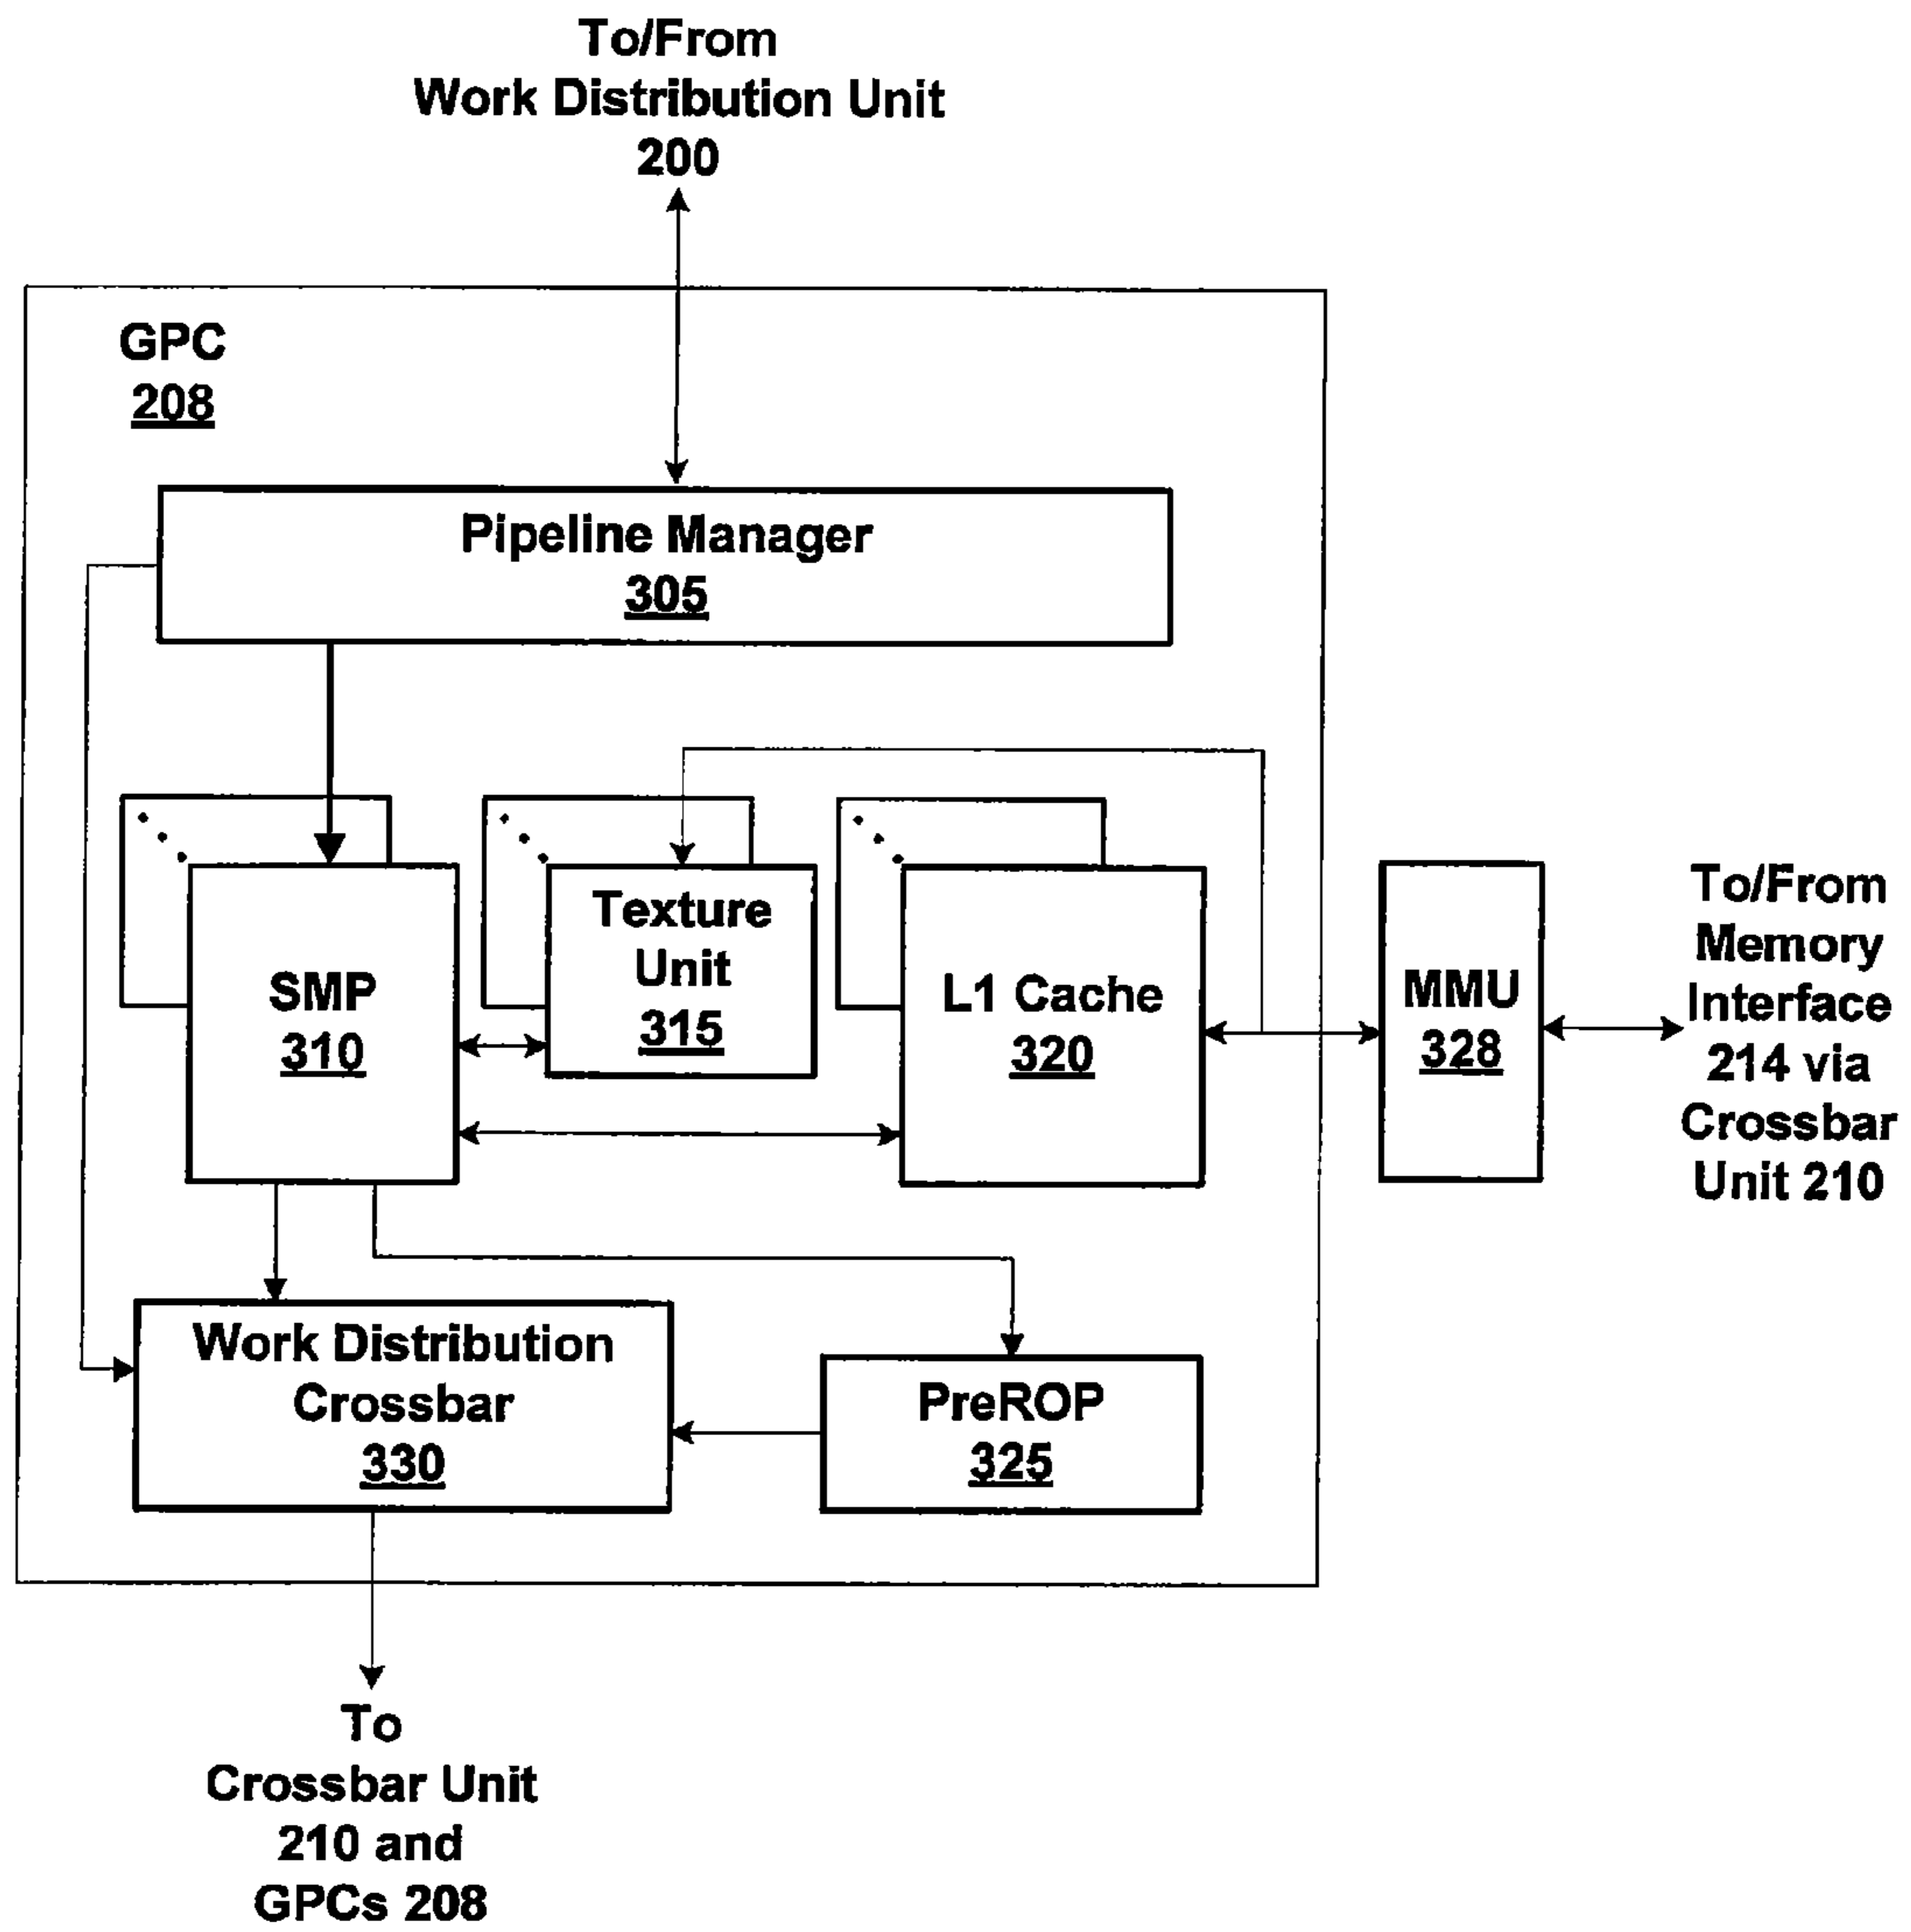 To/From
Work Distribution Unit
200
GPC
208
Pipeline Manager
305
SMP
310
Texture
Unit
315
L1 Cache
320
MMU
328
To/From
Memory
Interface
214 via
Crossbar
Unit 210
Work Distribution
Crossbar
330
PreROP
325
To
Crossbar Unit
210 and
GPCs 208